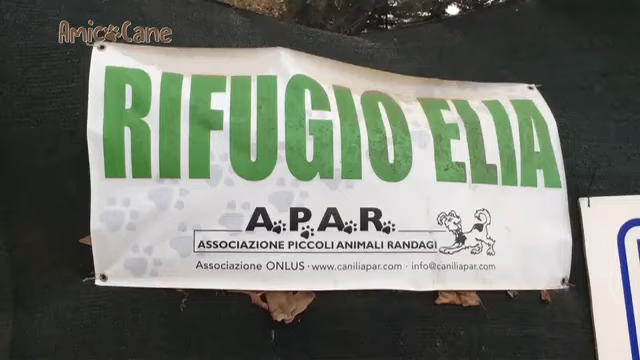 Amico Cane
RIFUGIO ELIA
A.P.A.R.
ASSOCIAZIONE PICCOLI ANIMALI RANDAGI
Associazione ONLUS · www.caniliapar.com · info@caniliapar.com